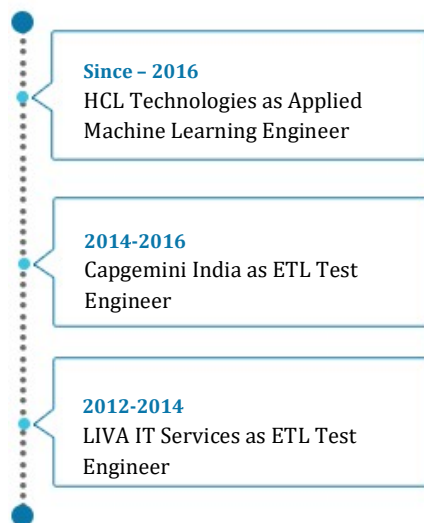 Since – 2016
HCL Technologies as Applied
Machine Learning Engineer
2014-2016
Capgemini India as ETL Test
Engineer
2012-2014
LIVA IT Services as ETL Test
Engineer